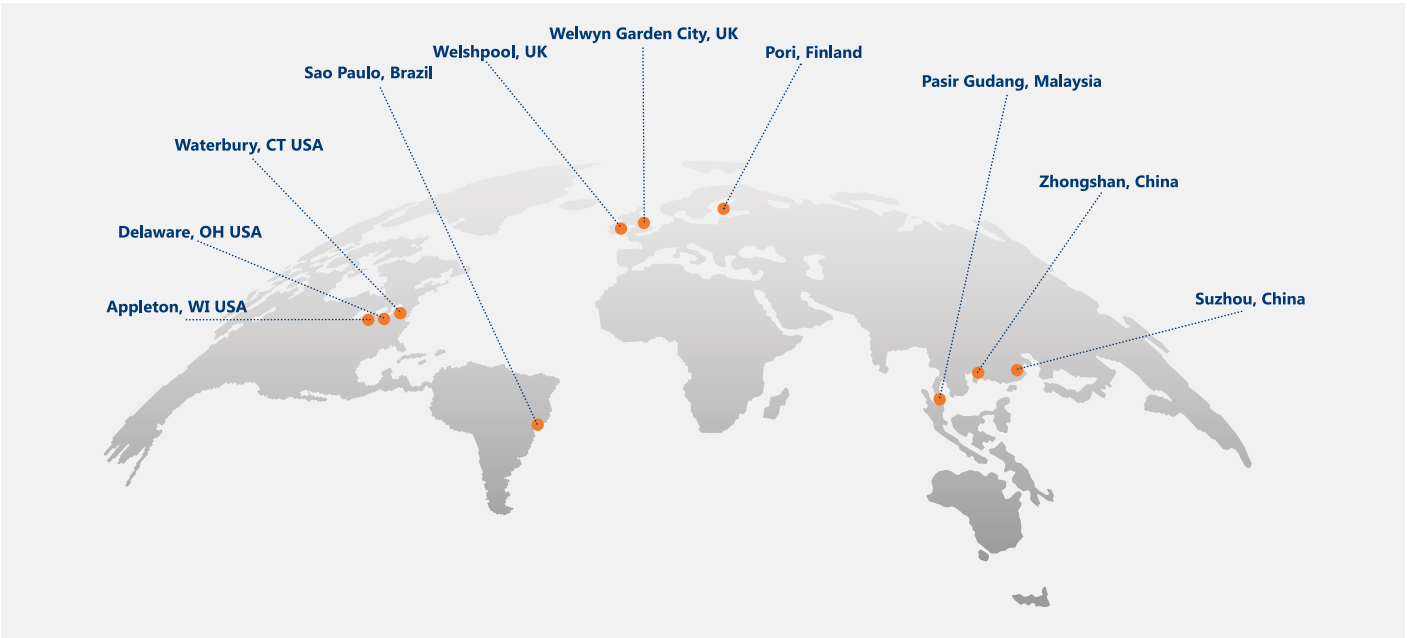 Welwyn Garden City, UK
Welshpool, UK
Pori, Finland
Sao Paulo, Brazil
Pasir Gudang, Malaysia
Waterbury, CT USA
Zhongshan, China
Delaware, OH USA
Suzhou, China
Appleton, WI USA